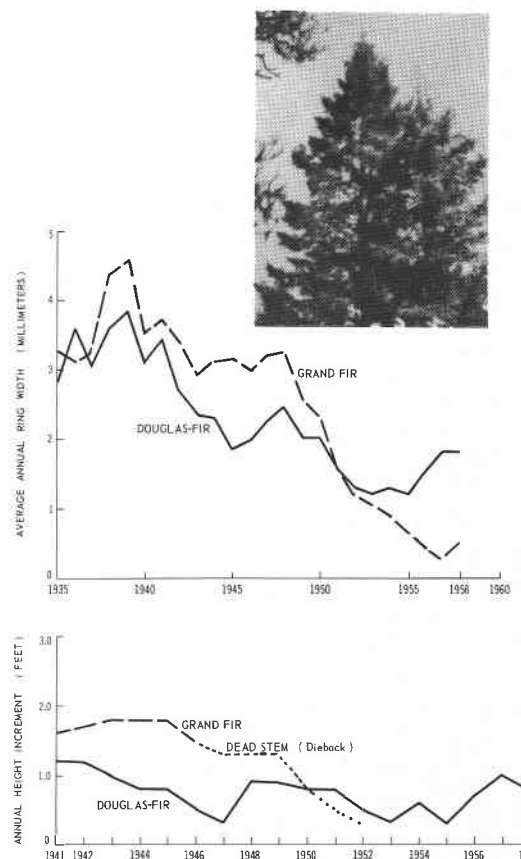 5
4
3
2
1
0
AVERAGE ANNUAL RING WIDTH (MILLIMETERS)
GRAND FIR
DOUGLAS-FIR
1935 1940 1945 1950 1955 1958 1960
3.0
2.0
1.0
0
ANNUAL HEIGHT INCREMENT (FEET)
GRAND FIR
DEAD STEM (Dieback)
DOUGLAS-FIR
1941 1942 1944 1946 1948 1950 1952 1954 1956